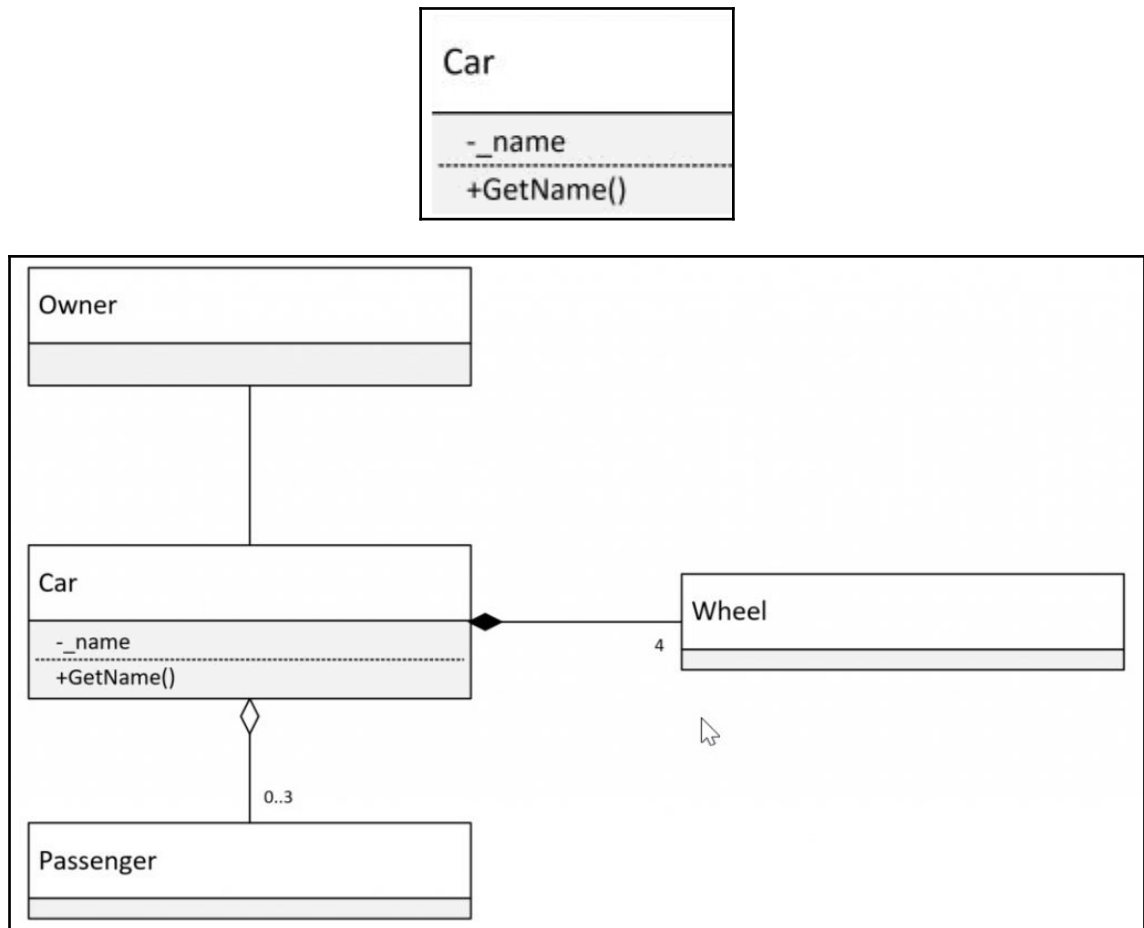 Car
-_name
+GetName()
Owner
Car
-_name
+GetName()
Wheel
4
0..3
Passenger